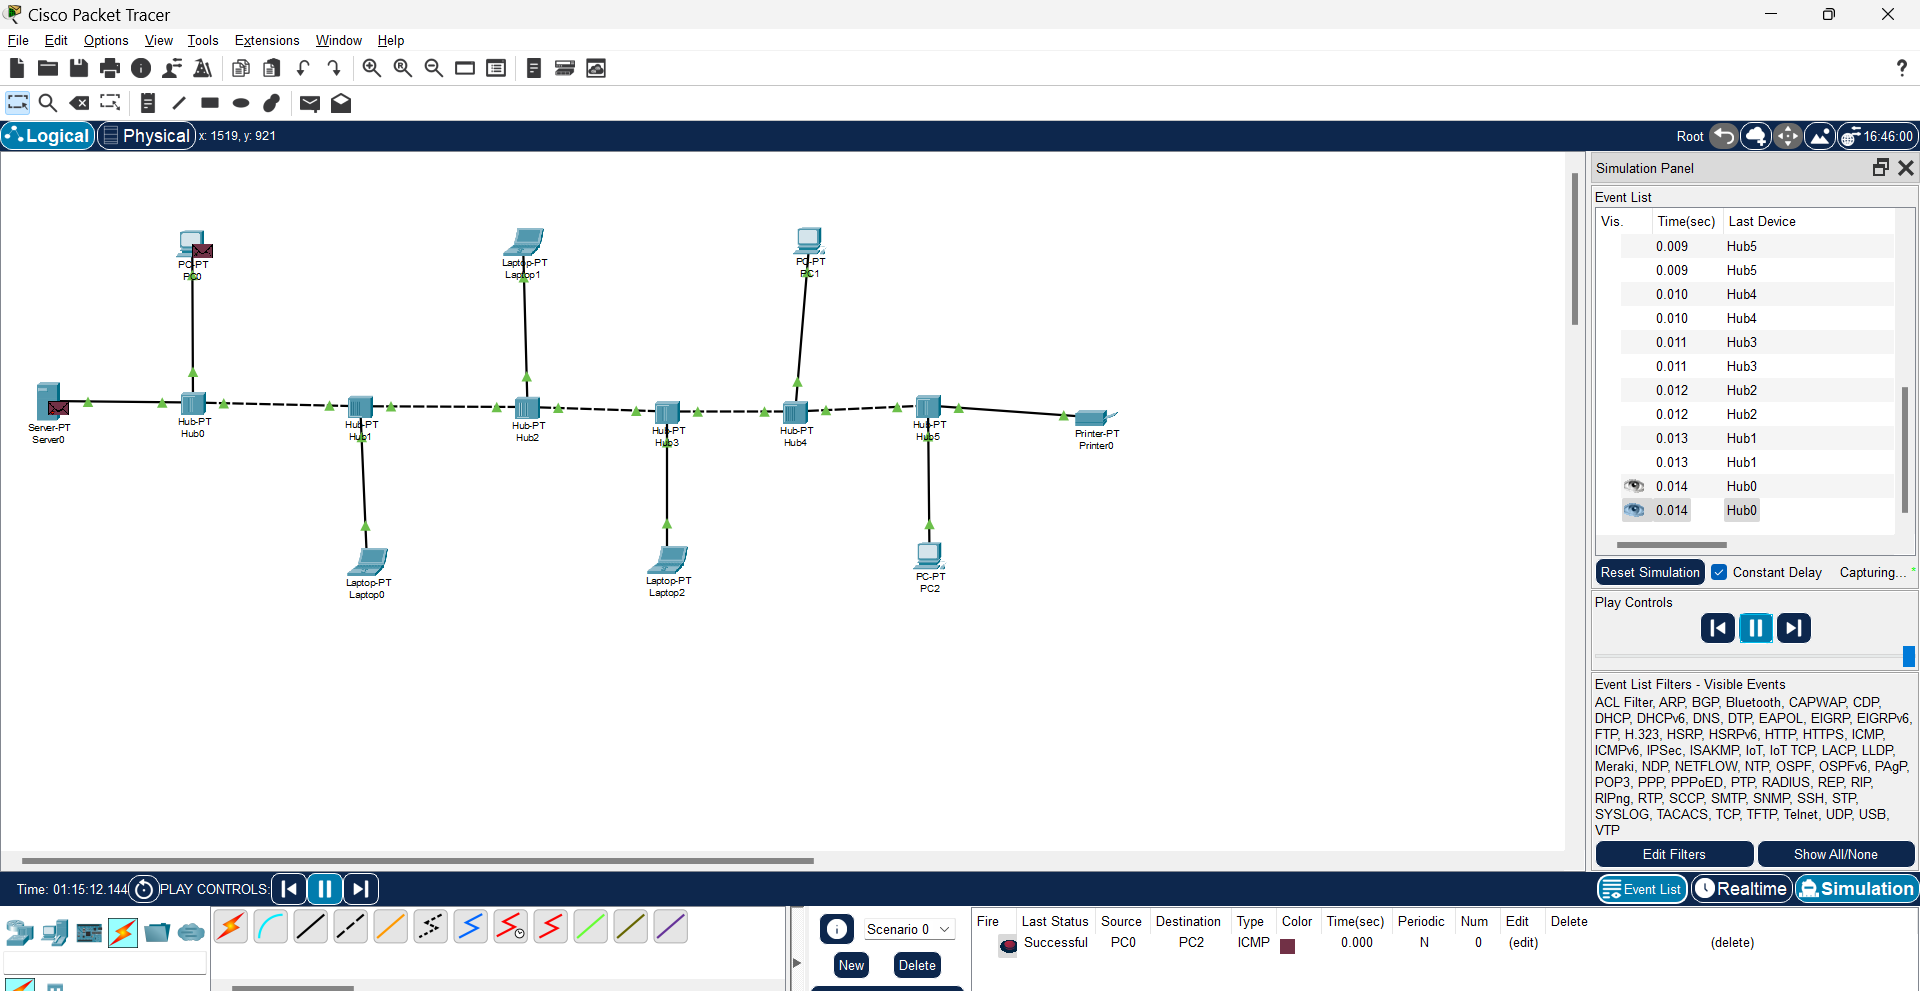 Cisco Packet Tracer
File Edit Options View Tools Extensions Window Help
?
Logical Physical x: 1519, y: 921 Root 16:46:00
Simulation Panel
Event List
Vis. Time(sec) Last Device
0.009 Hub5
0.009 Hub5
0.010 Hub4
0.010 Hub4
0.011 Hub3
0.011 Hub3
0.012 Hub2
0.012 Hub2
0.013 Hub1
0.013 Hub1
0.014 Hub0
0.014 Hub0
Reset Simulation Constant Delay Capturing...
Play Controls
Event List Filters - Visible Events
ACL Filter, ARP, BGP, Bluetooth, CAPWAP, CDP,
DHCP, DHCPv6, DNS, DTP, EAPOL, EIGRP, EIGRPv6,
FTP, H.323, HSRP, HSRPv6, HTTP, HTTPS, ICMP,
ICMPv6, IPSec, ISAKMP, IoT, IoT TCP, LACP, LLDP,
Meraki, NDP, NETFLOW, NTP, OSPF, OSPFv6, PAgP,
POP3, PPP, PPPoED, PTP, RADIUS, REP, RIP,
RIPng, RTP, SCCP, SMTP, SNMP, SSH, STP,
SYSLOG, TACACS, TCP, TFTP, Telnet, UDP, USB,
VTP
Edit Filters Show All/None
PC-PT
PC0
Laptop-PT
Laptop1
PC-PT
PC1
Server-PT
Server0
Hub-PT
Hub0
Hub-PT
Hub1
Hub-PT
Hub2
Hub-PT
Hub3
Hub-PT
Hub4
Hub-PT
Hub5
Printer-PT
Printer0
Laptop-PT
Laptop0
Laptop-PT
Laptop2
PC-PT
PC2
Time: 01:15:12.144 PLAY CONTROLS: Event List Realtime Simulation
Scenario 0
New Delete
Fire Last Status Source Destination Type Color Time(sec) Periodic Num Edit Delete
Successful PC0 PC2 ICMP 0.000 N 0 (edit) (delete)